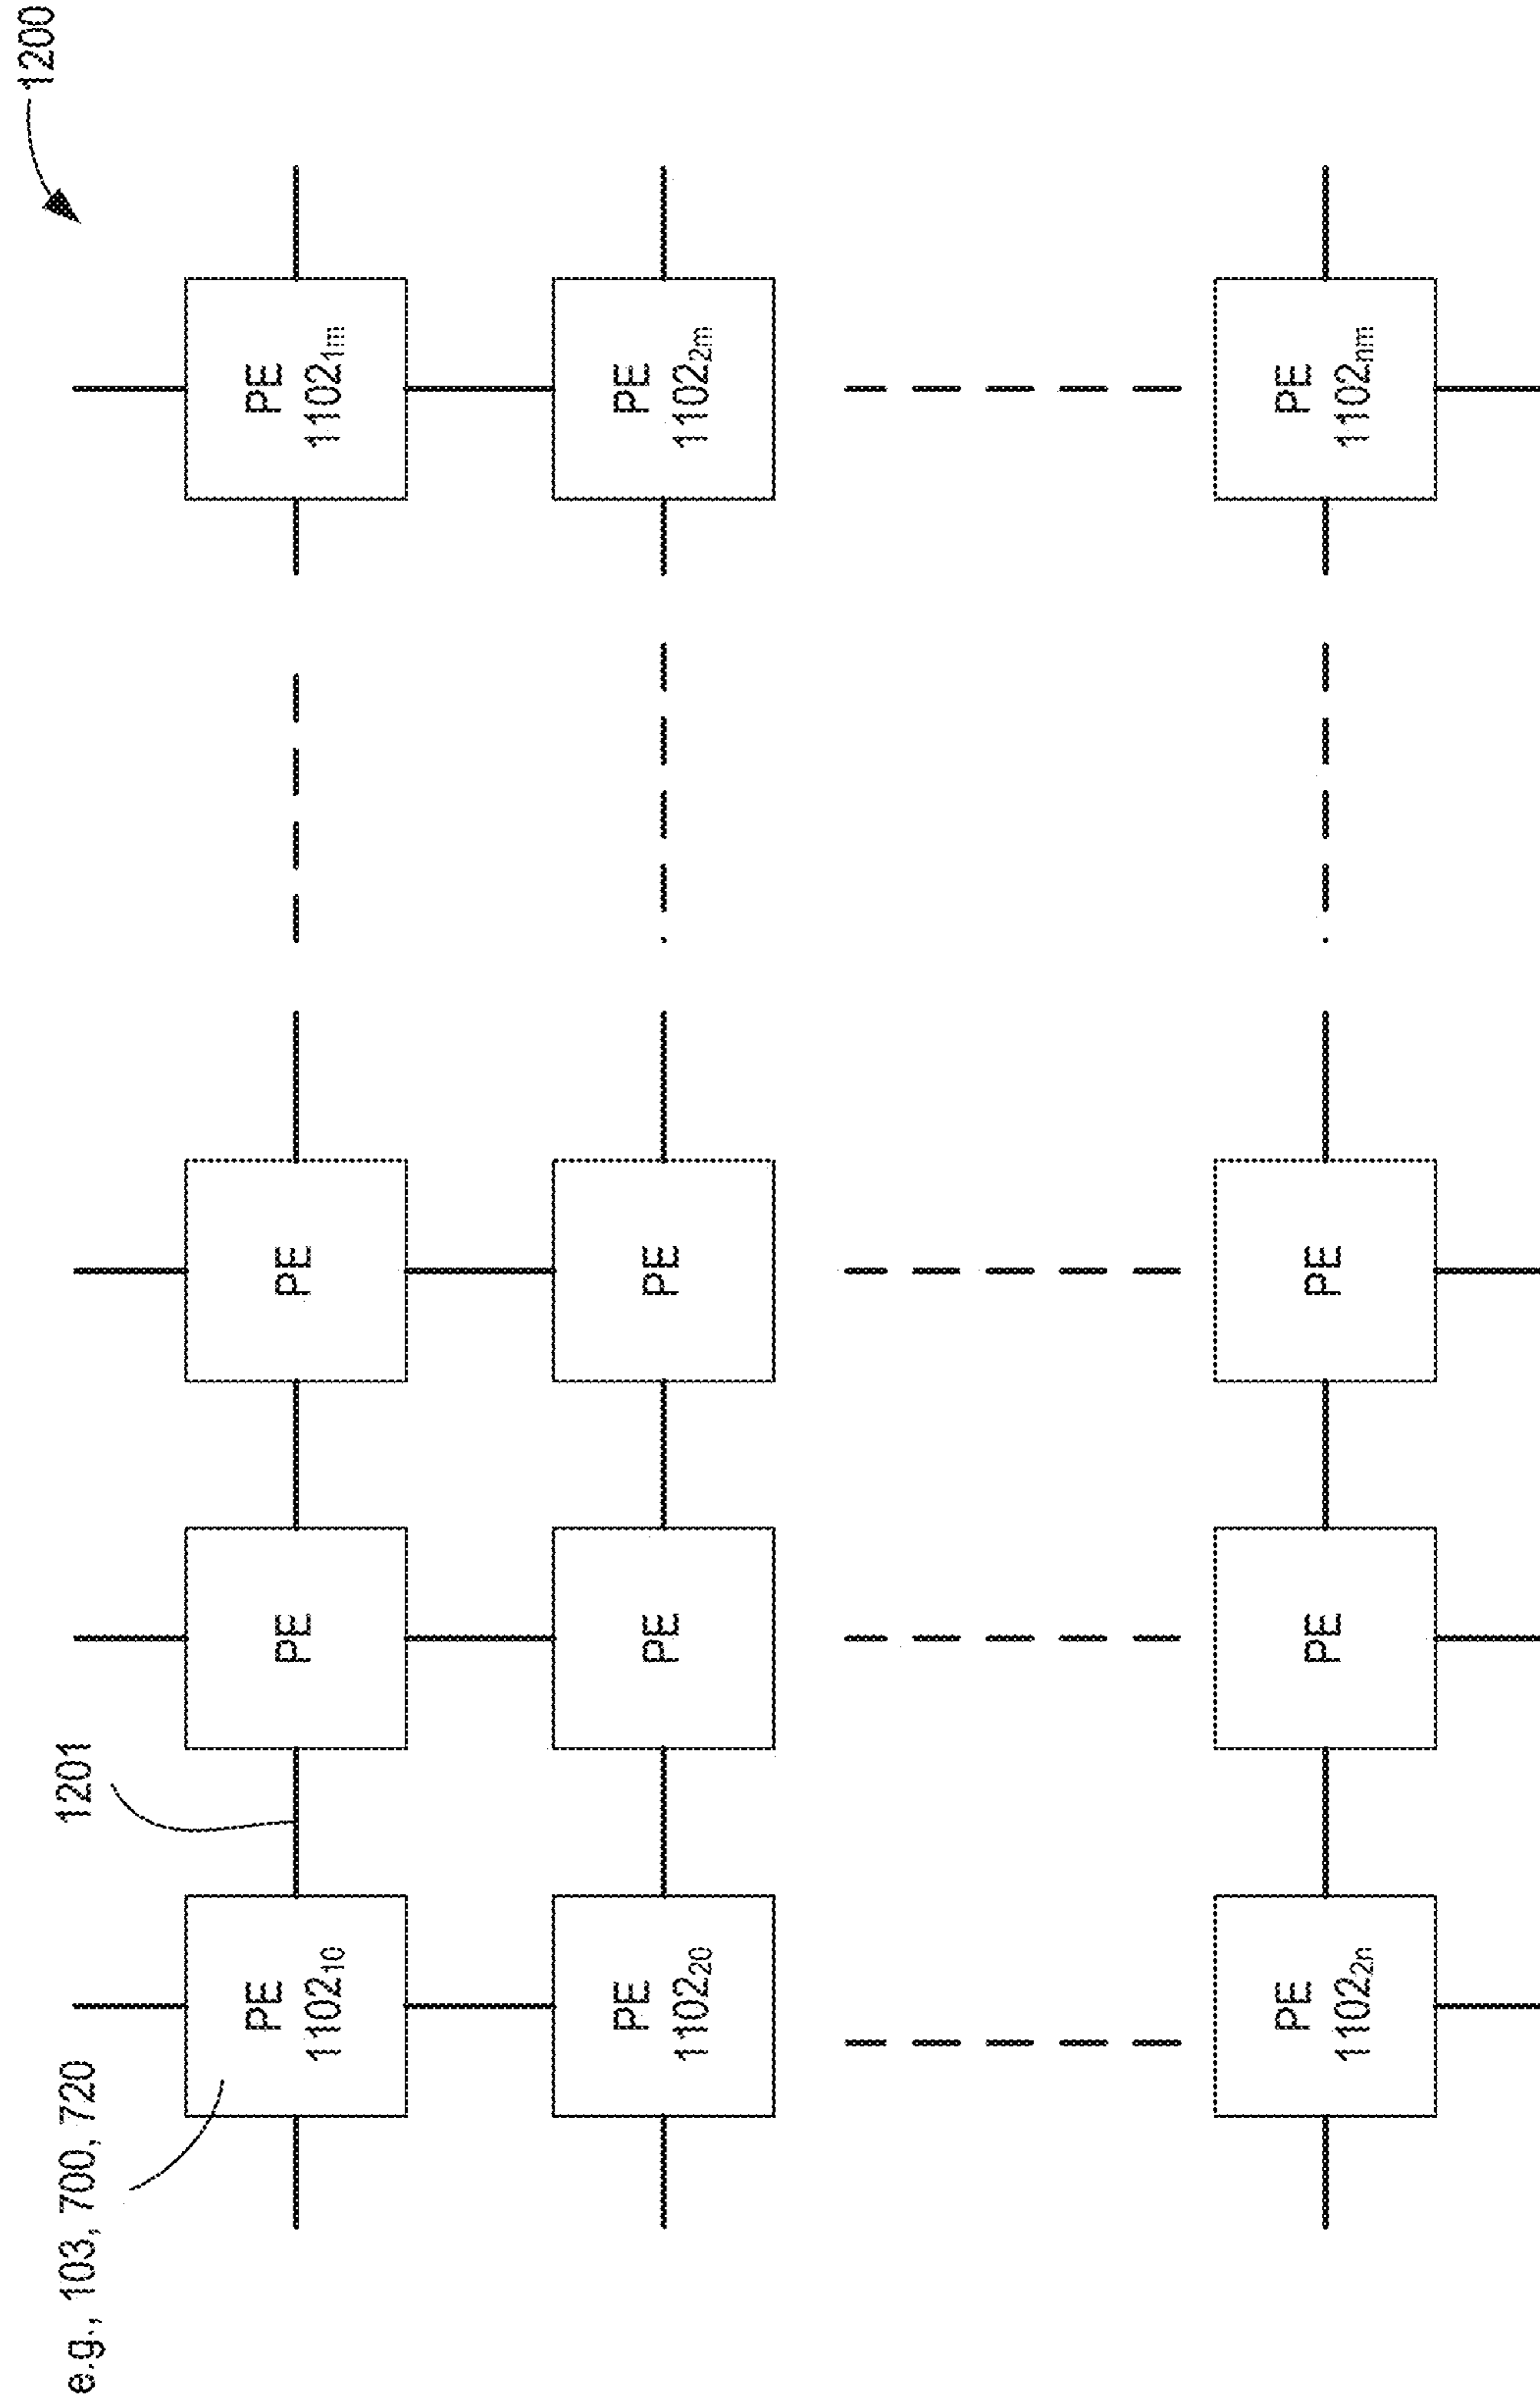 1200
e.g., 103, 700, 720
1201
PE
1102₁₀
PE
PE
PE
1102₁ₘ
PE
1102₂₀
PE
PE
PE
1102₂ₘ
PE
1102₂ₙ
PE
PE
PE
1102ₙₘ